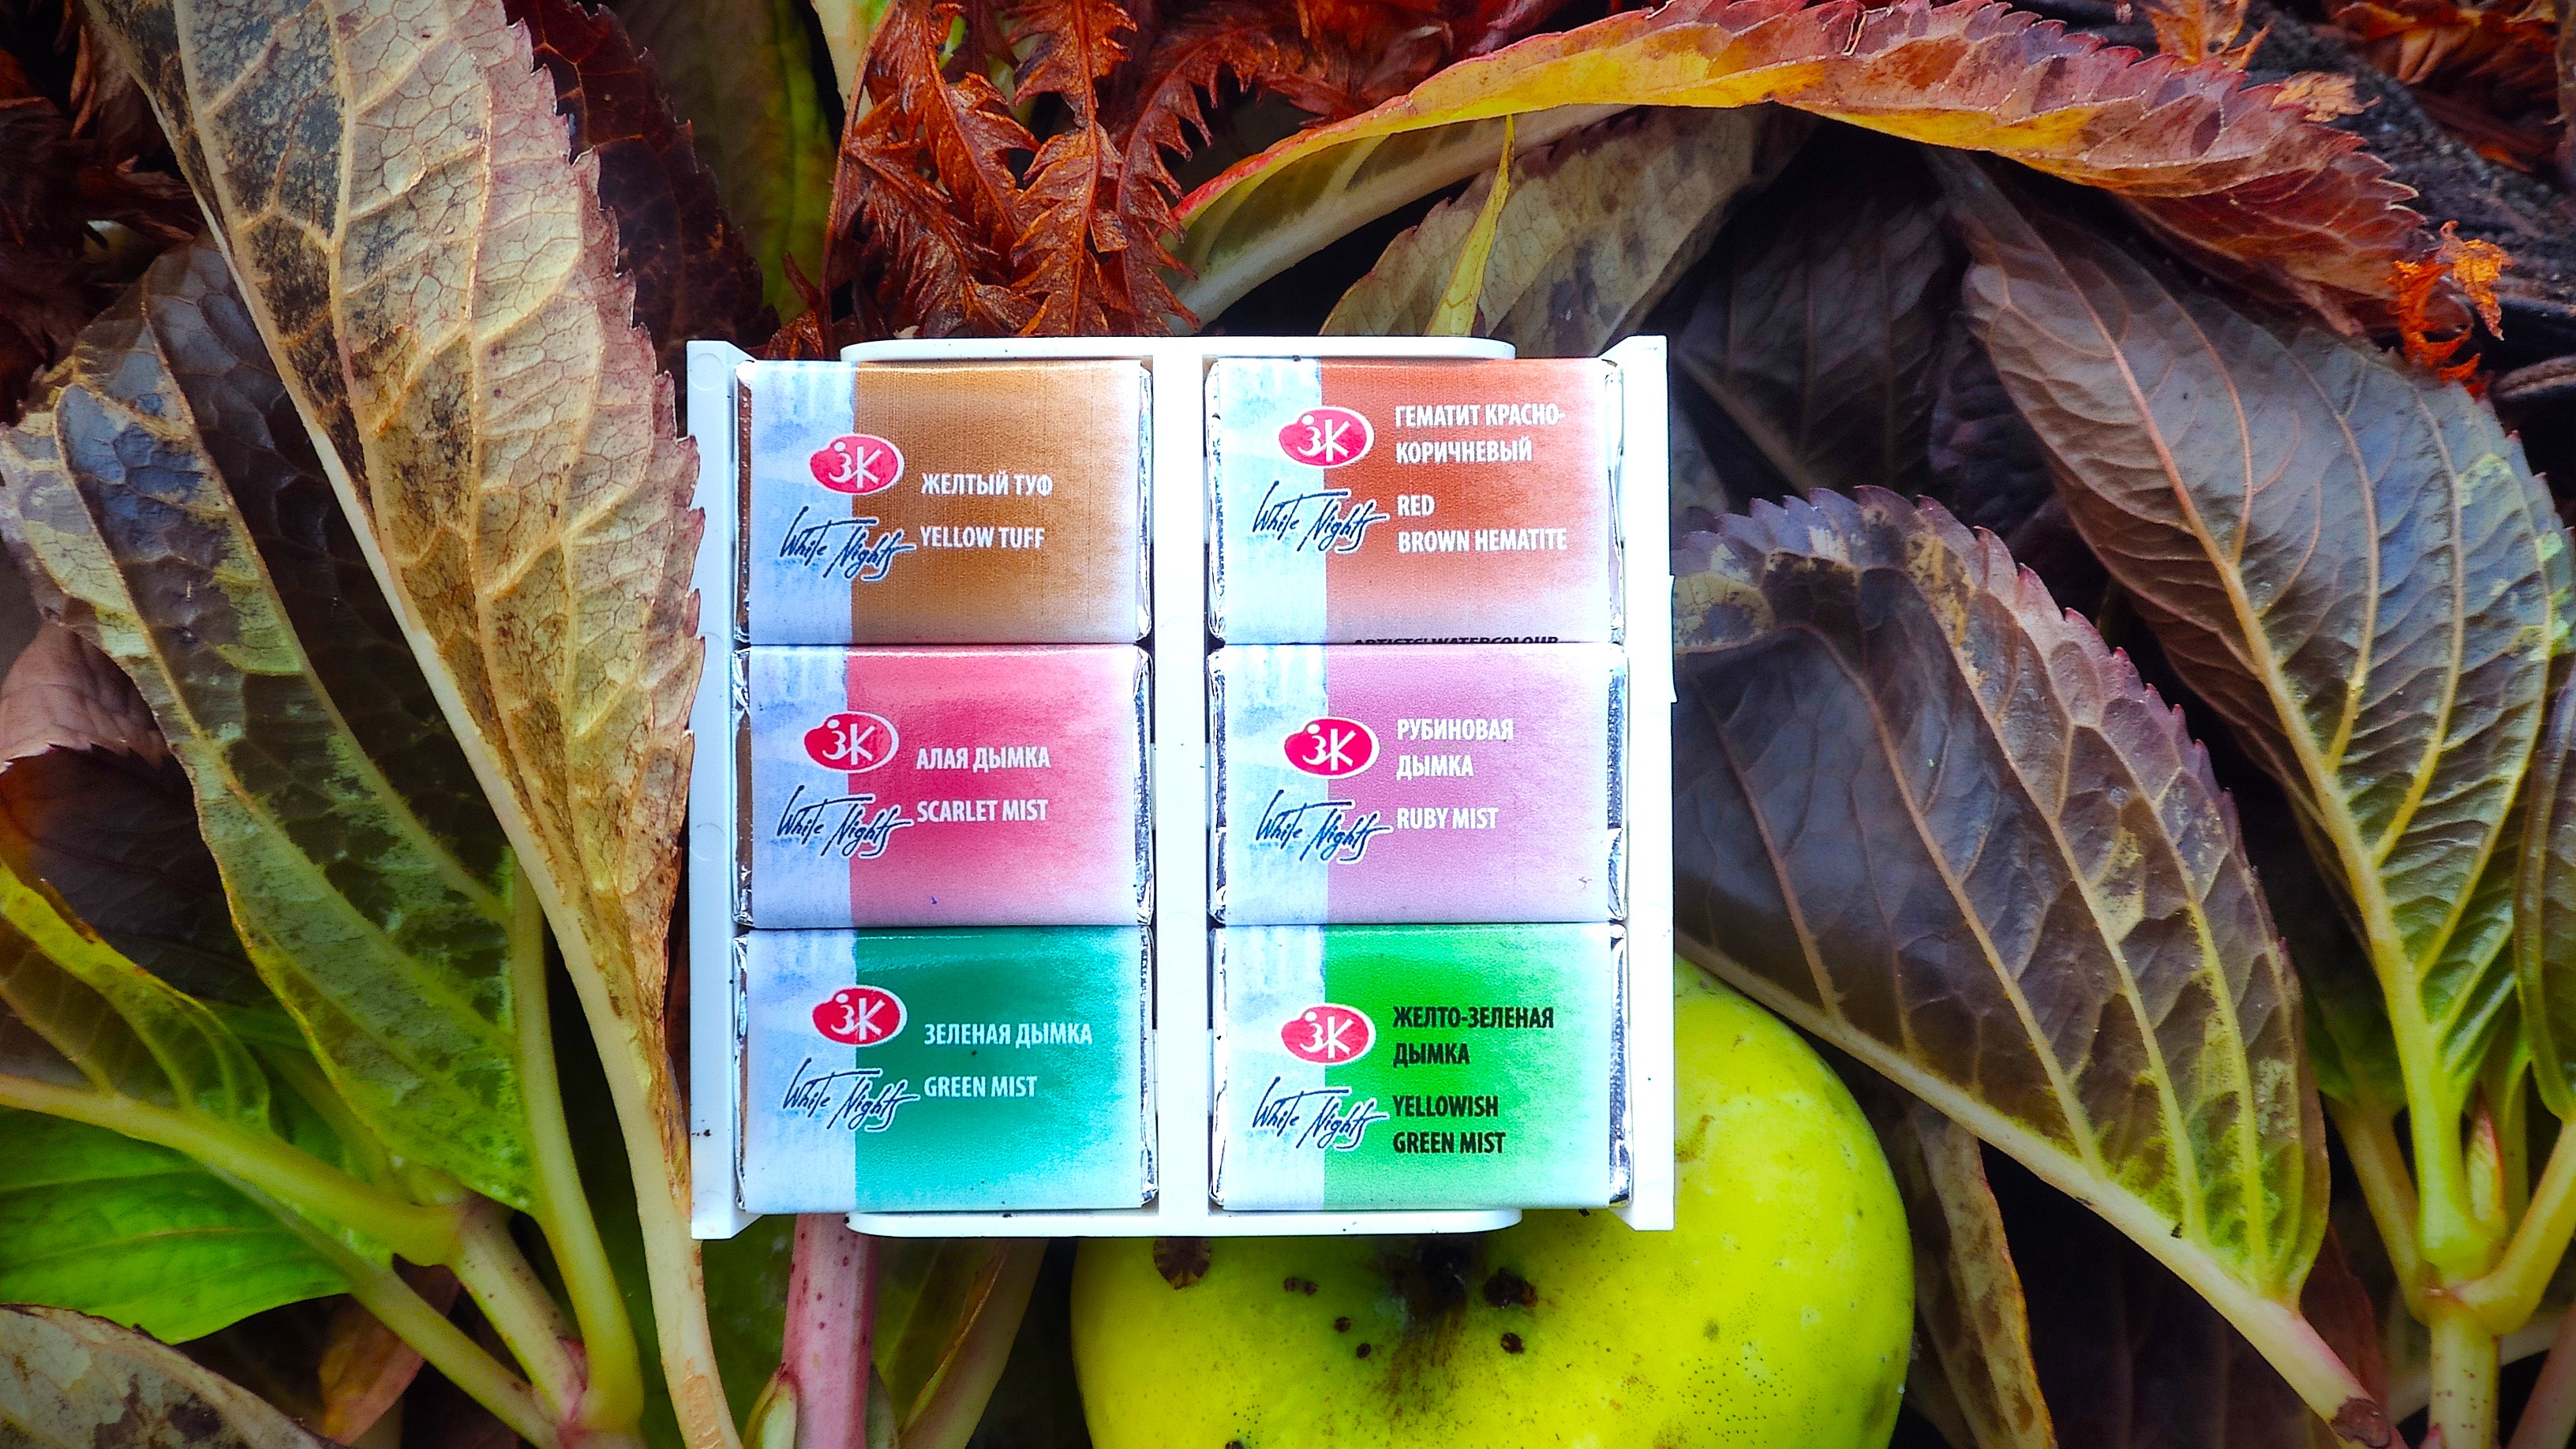 ЗК
White Nights
ЖЕЛТЫЙ ТУФ
YELLOW TUFF
ЗК
White Nights
ГЕМАТИТ КРАСНО-
КОРИЧНЕВЫЙ
RED
BROWN HEMATITE
ARTISTS' WATERCOLOUR
ЗК
White Nights
АЛАЯ ДЫМКА
SCARLET MIST
ЗК
White Nights
РУБИНОВАЯ
ДЫМКА
RUBY MIST
ЗК
White Nights
ЗЕЛЕНАЯ ДЫМКА
GREEN MIST
ЗК
White Nights
ЖЕЛТО-ЗЕЛЕНАЯ
ДЫМКА
YELLOWISH
GREEN MIST